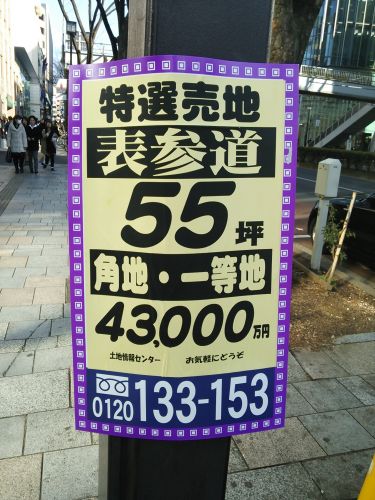 特選売地
表参道
55坪
角地・一等地
43,000万円
土地情報センター お気軽にどうぞ
0120 133-153